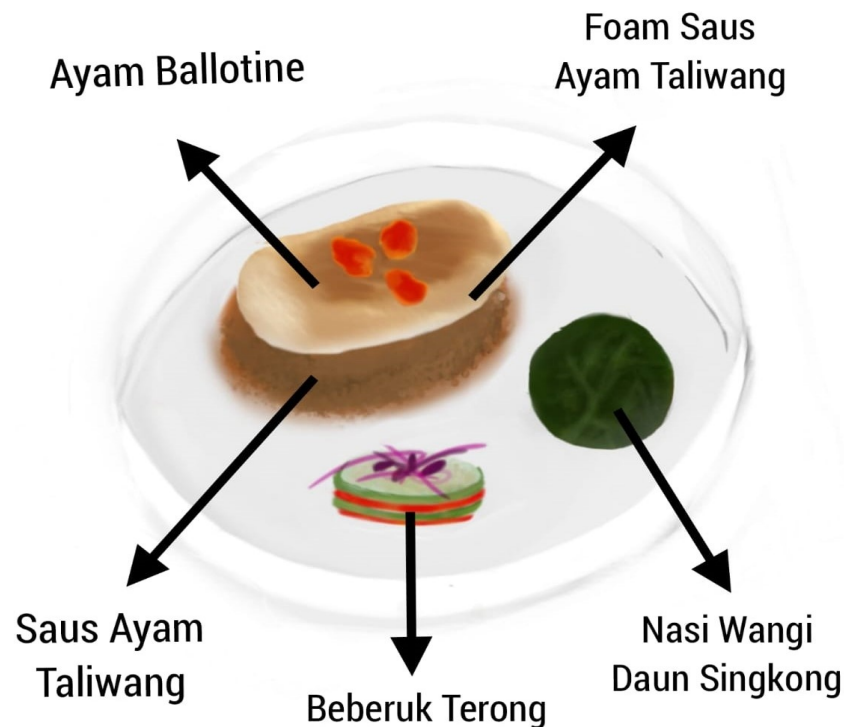 Ayam Ballotine
Foam Saus
Ayam Taliwang
Saus Ayam
Taliwang
Beberuk Terong
Nasi Wangi
Daun Singkong